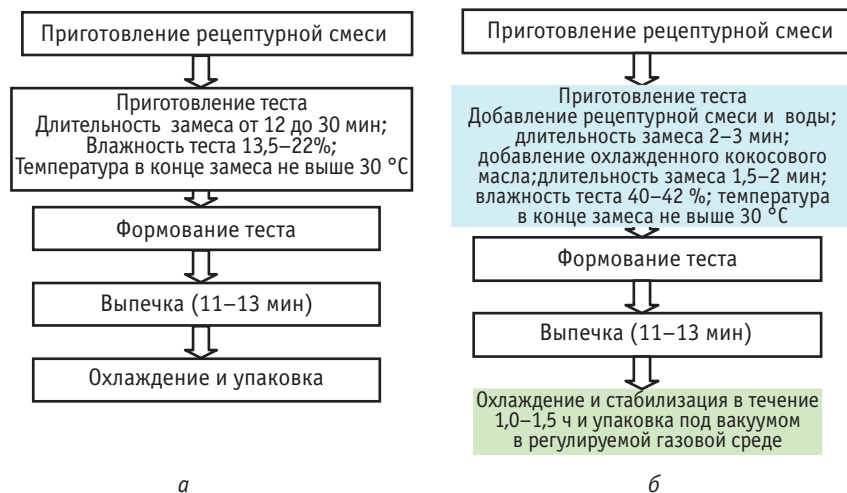 Приготовление рецептурной смеси
Приготовление теста
Длительность замеса от 12 до 30 мин;
Влажность теста 13,5–22%;
Температура в конце замеса не выше 30 °C
Формование теста
Выпечка (11–13 мин)
Охлаждение и упаковка
а
Приготовление рецептурной смеси
Приготовление теста
Добавление рецептурной смеси и воды;
длительность замеса 2–3 мин;
добавление охлажденного кокосового
масла;длительность замеса 1,5–2 мин;
влажность теста 40–42 %; температура
в конце замеса не выше 30 °C
Формование теста
Выпечка (11–13 мин)
Охлаждение и стабилизация в течение
1,0–1,5 ч и упаковка под вакуумом
в регулируемой газовой среде
б